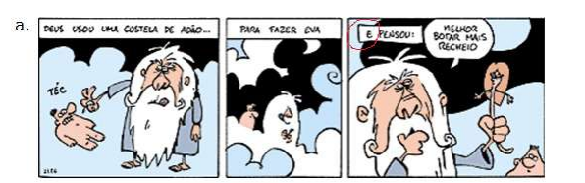 a.
DEUS USOU UMA COSTELA DE ADÃO...
TÉC
PARA FAZER EVA
E PENSOU:
MELHOR
BOTAR MAIS
RECHEIO